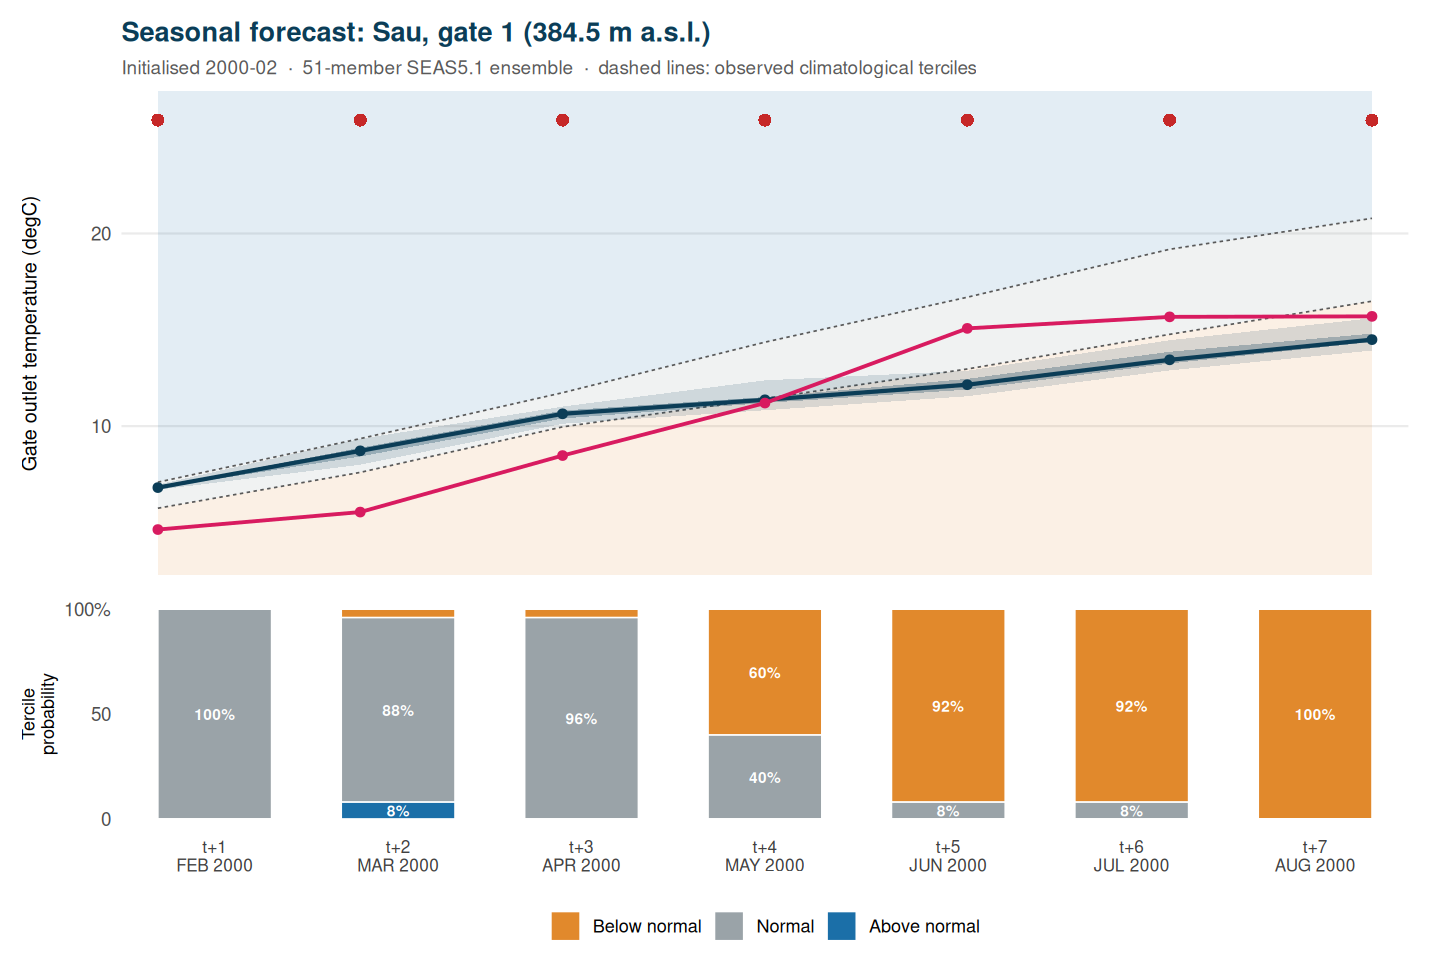 Seasonal forecast: Sau, gate 1 (384.5 m a.s.l.)
Initialised 2000-02 · 51-member SEAS5.1 ensemble · dashed lines: observed climatological terciles
Gate outlet temperature (degC)
20
10
Tercile
probability
100%
50
0
100%
88%
8%
96%
60%
40%
92%
8%
92%
8%
100%
t+1
FEB 2000
t+2
MAR 2000
t+3
APR 2000
t+4
MAY 2000
t+5
JUN 2000
t+6
JUL 2000
t+7
AUG 2000
Below normal
Normal
Above normal